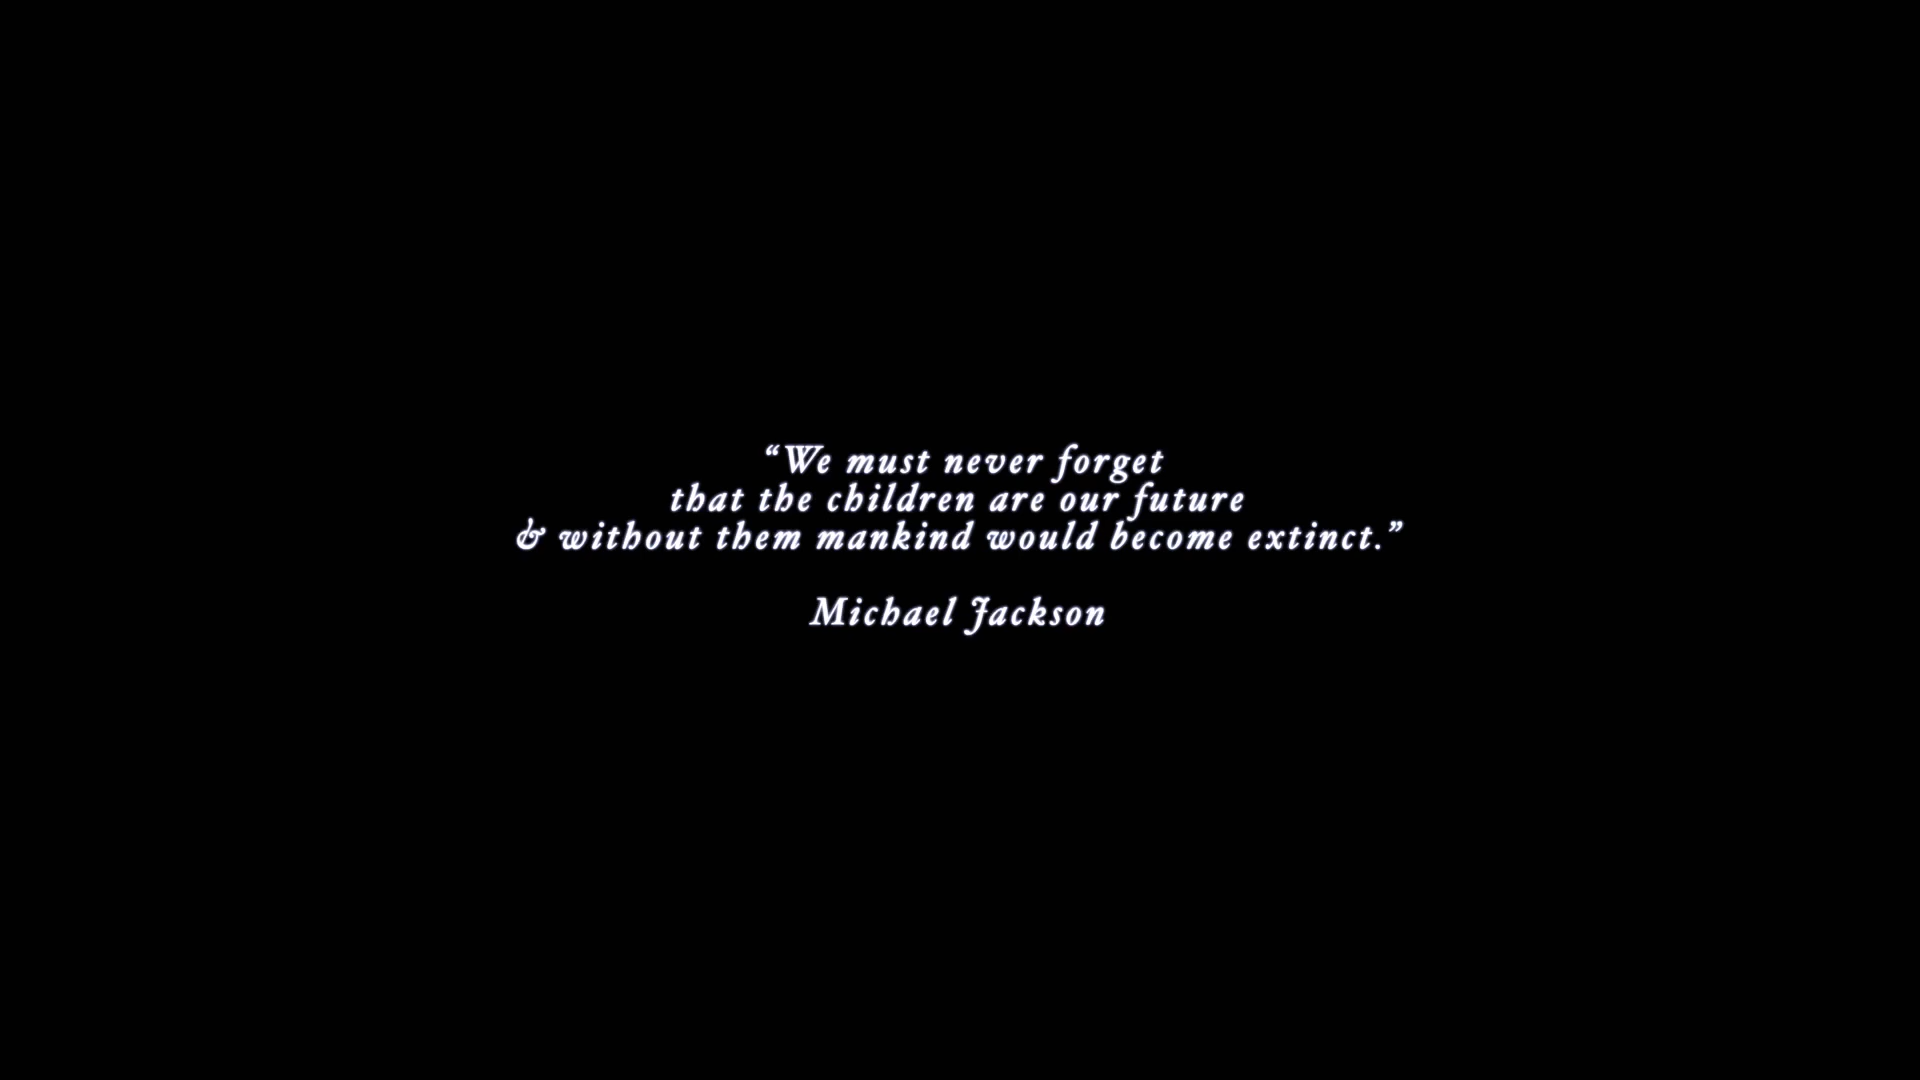 “We must never forget
that the children are our future
& without them mankind would become extinct.”
Michael Jackson